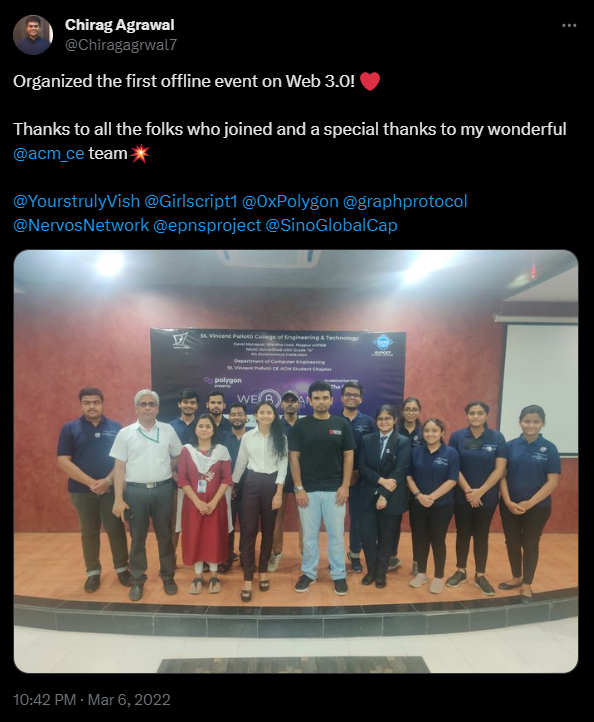 Chirag Agrawal
@Chiragagrwal7
Organized the first offline event on Web 3.0! ❤️
Thanks to all the folks who joined and a special thanks to my wonderful
@acm_ce team💥
@YourstrulyVish @Girlscript1 @0xPolygon @graphprotocol
@NervosNetwork @epnsproject @SinoGlobalCap
St. Vincent Pallotti College of Engineering & Technology
An Autonomous Institution
Department of Computer Engineering
St. Vincent Pallotti CE ACM Student Chapter
polygon
10:42 PM · Mar 6, 2022